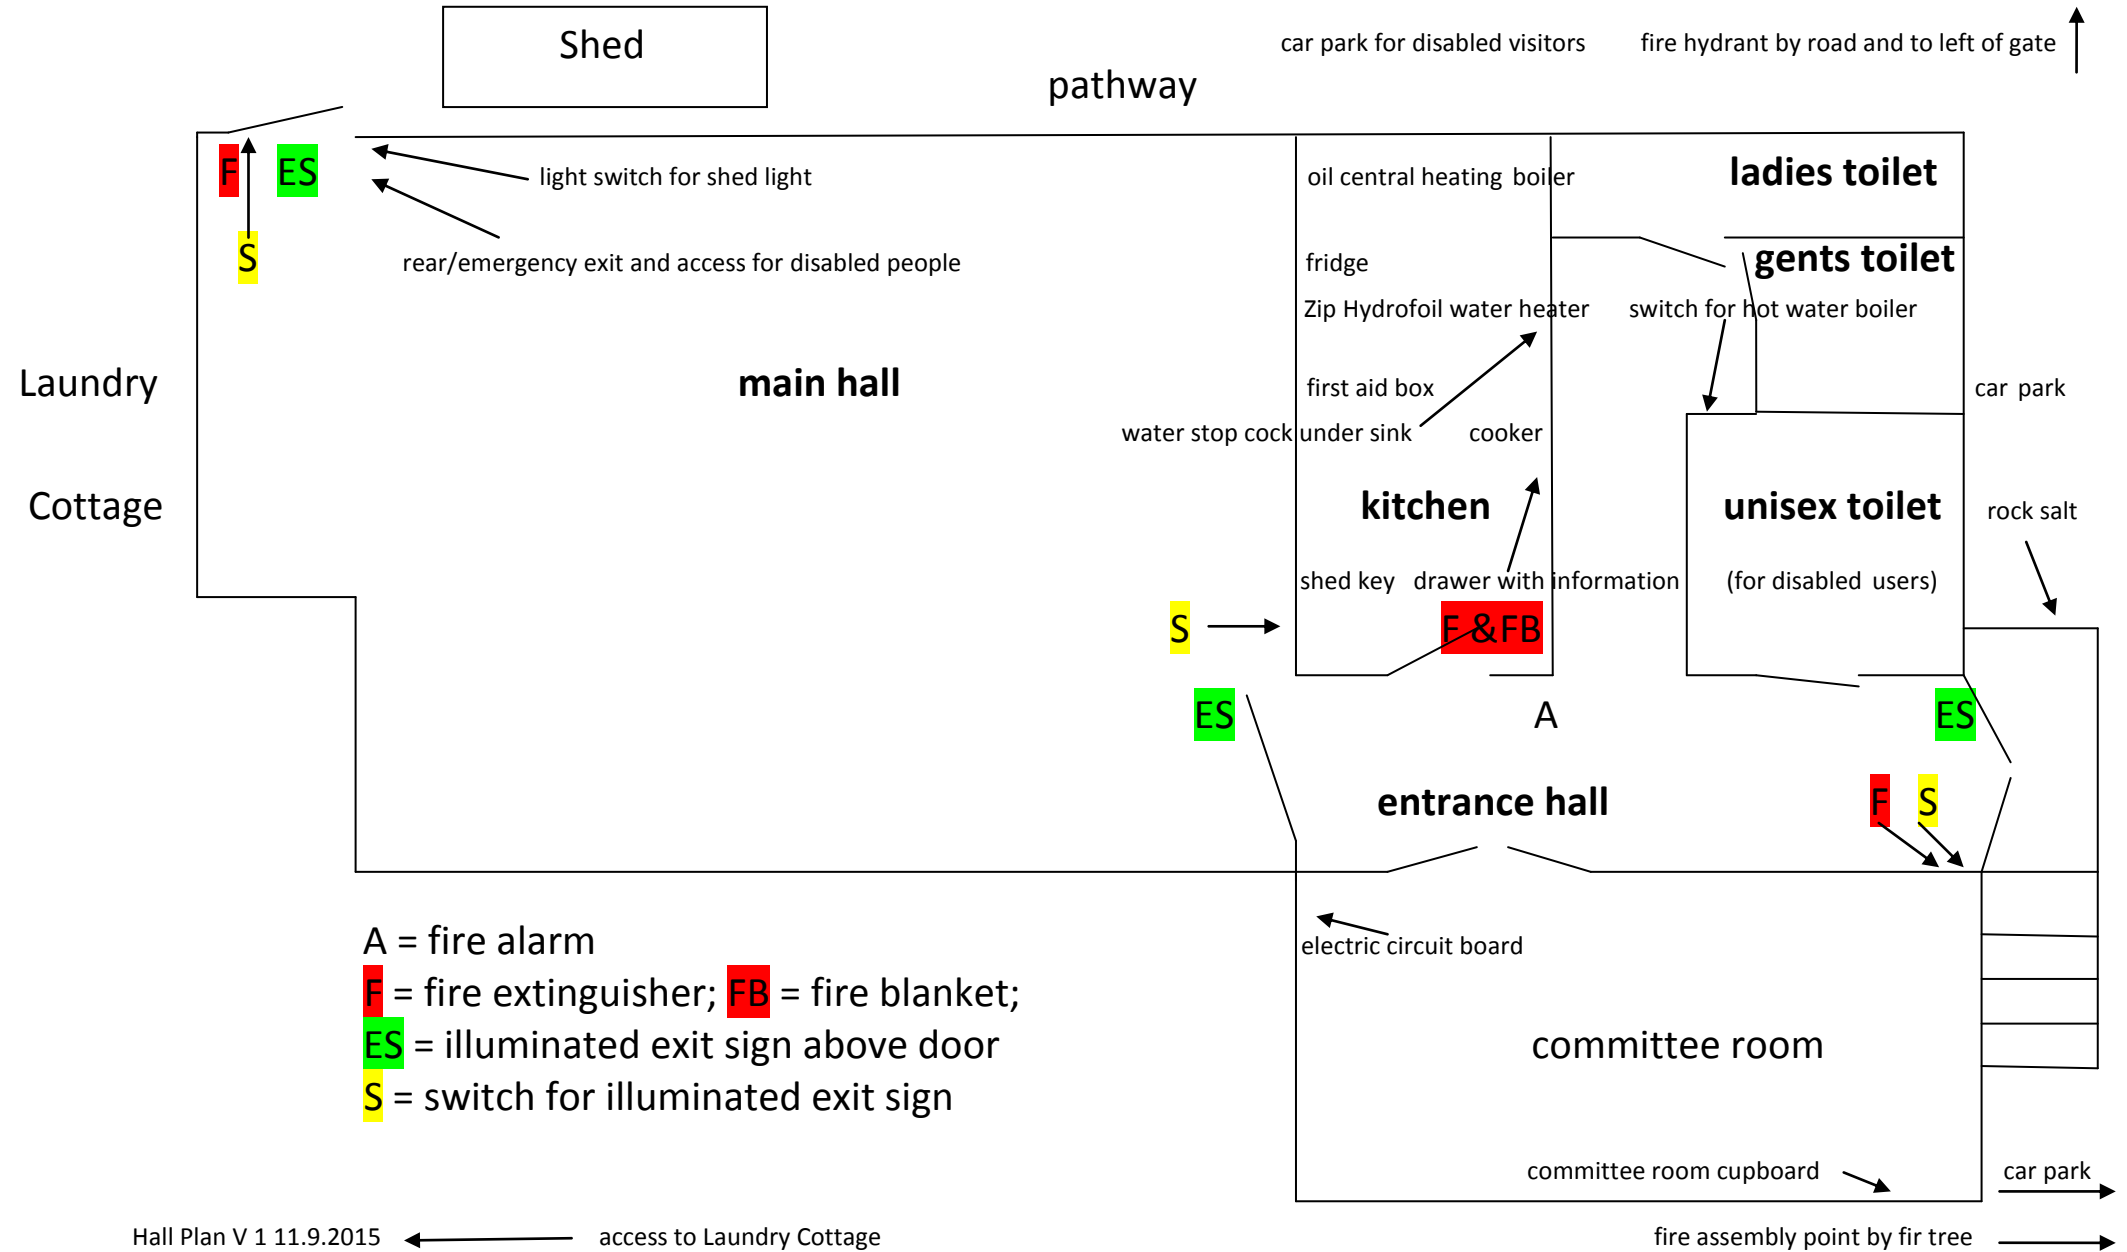 Shed
car park for disabled visitors
fire hydrant by road and to left of gate
pathway
F
ES
light switch for shed light
oil central heating boiler
ladies toilet
S
rear/emergency exit and access for disabled people
fridge
gents toilet
Zip Hydrofoil water heater
switch for hot water boiler
Laundry
main hall
first aid box
car park
water stop cock under sink
cooker
Cottage
kitchen
unisex toilet
rock salt
shed key
drawer with information
(for disabled users)
S
F &FB
ES
A
ES
entrance hall
F
S
A = fire alarm
electric circuit board
F = fire extinguisher; FB = fire blanket;
ES = illuminated exit sign above door
committee room
S = switch for illuminated exit sign
committee room cupboard
car park
Hall Plan V 1 11.9.2015
access to Laundry Cottage
fire assembly point by fir tree